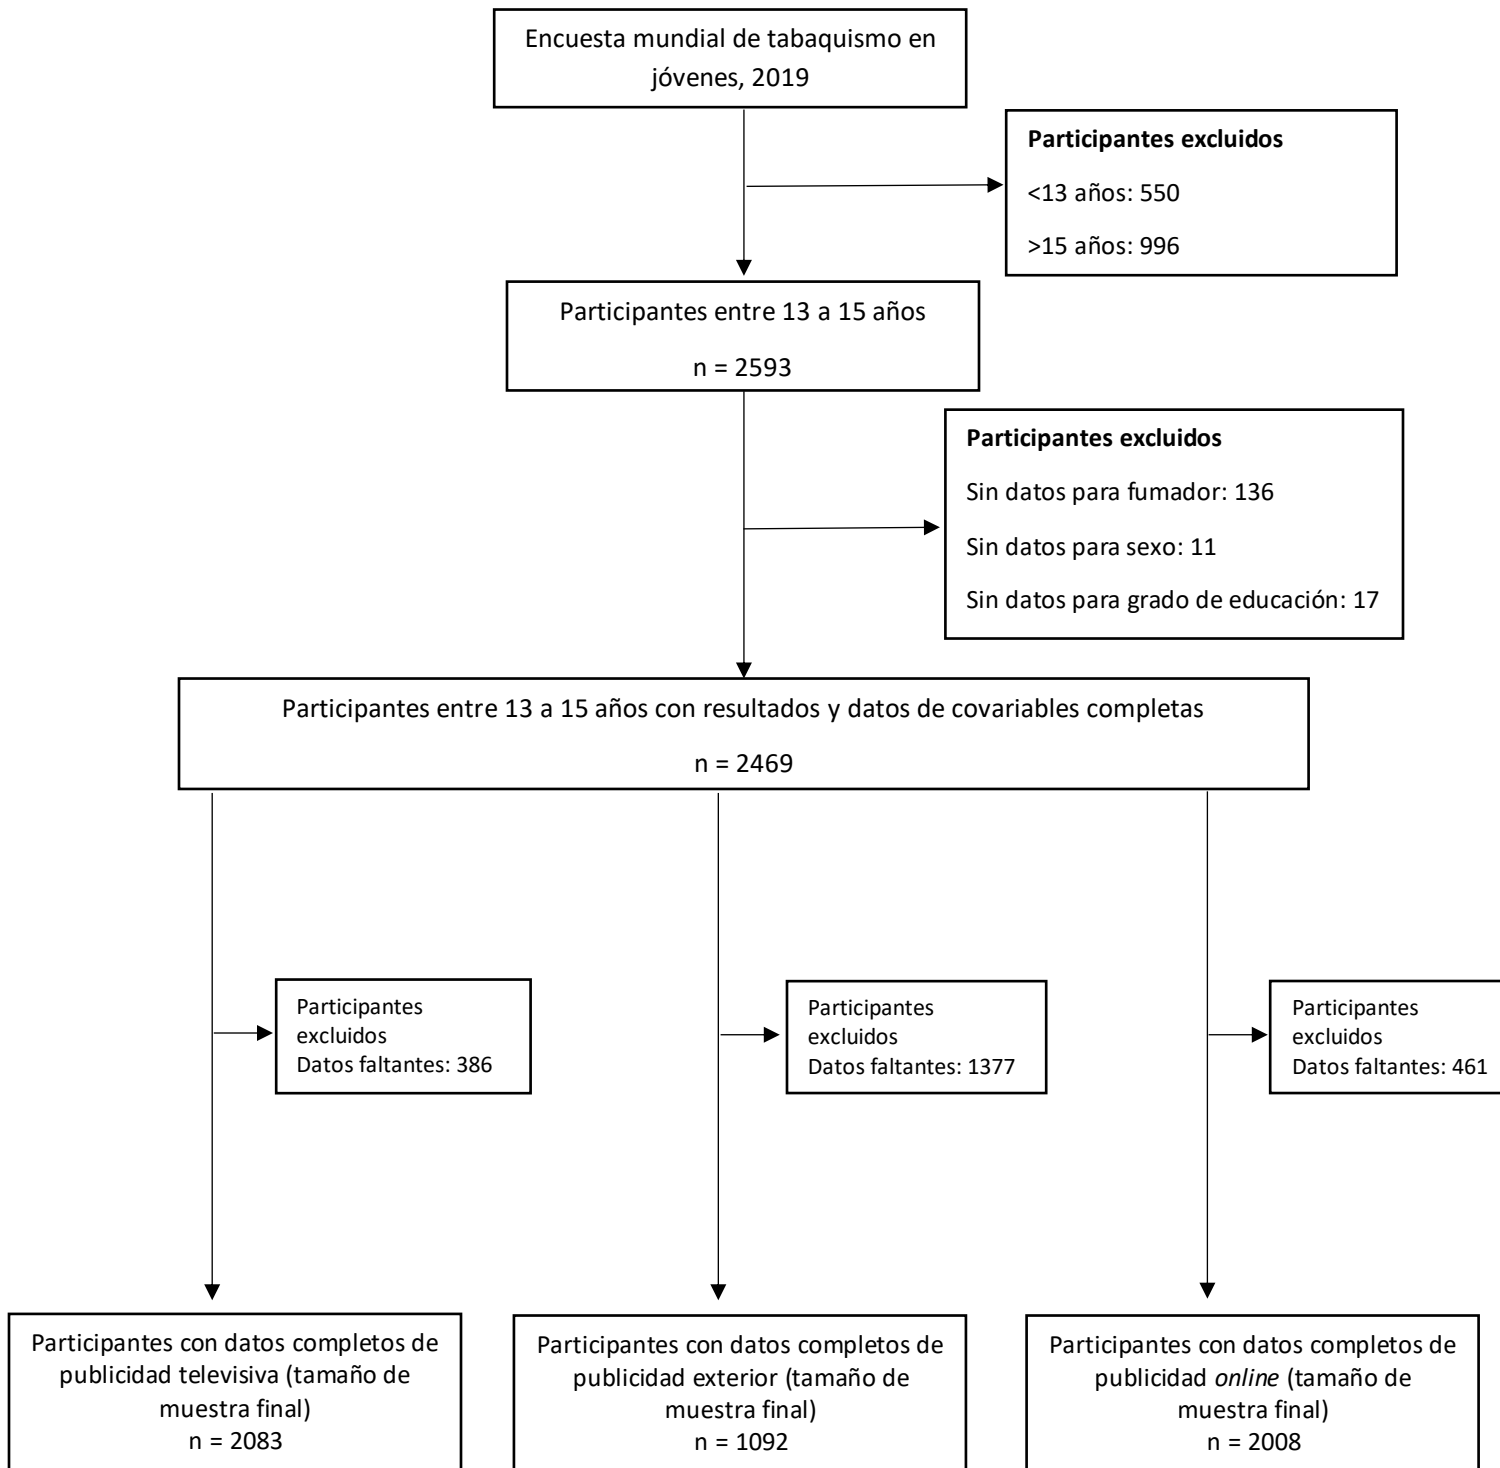 Encuesta mundial de tabaquismo en
jóvenes, 2019
Participantes excluidos
<13 años: 550
>15 años: 996
Participantes entre 13 a 15 años
n = 2593
Participantes excluidos
Sin datos para fumador: 136
Sin datos para sexo: 11
Sin datos para grado de educación: 17
Participantes entre 13 a 15 años con resultados y datos de covariables completas
n = 2469
Participantes
excluidos
Datos faltantes: 386
Participantes
excluidos
Datos faltantes: 1377
Participantes
excluidos
Datos faltantes: 461
Participantes con datos completos de
publicidad televisiva (tamaño de
muestra final)
n = 2083
Participantes con datos completos de
publicidad exterior (tamaño de
muestra final)
n = 1092
Participantes con datos completos de
publicidad online (tamaño de
muestra final)
n = 2008